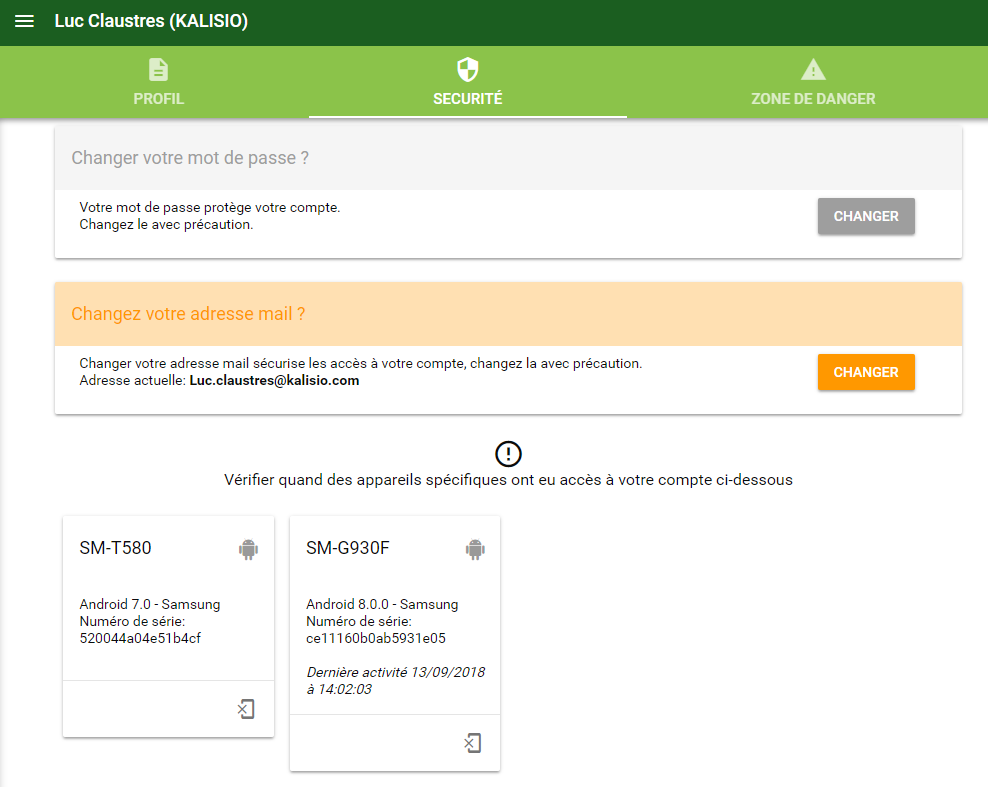 Luc Claustres (KALISIO)
PROFIL
SECURITÉ
ZONE DE DANGER
Changer votre mot de passe ?
Votre mot de passe protège votre compte.
Changez le avec précaution.
CHANGER
Changez votre adresse mail ?
Changer votre adresse mail sécurise les accès à votre compte, changez la avec précaution.
Adresse actuelle: Luc.claustres@kalisio.com
CHANGER
Vérifier quand des appareils spécifiques ont eu accès à votre compte ci-dessous
SM-T580
Android 7.0 - Samsung
Numéro de série:
520044a04e51b4cf
SM-G930F
Android 8.0.0 - Samsung
Numéro de série:
ce11160b0ab5931e05
Dernière activité 13/09/2018
à 14:02:03